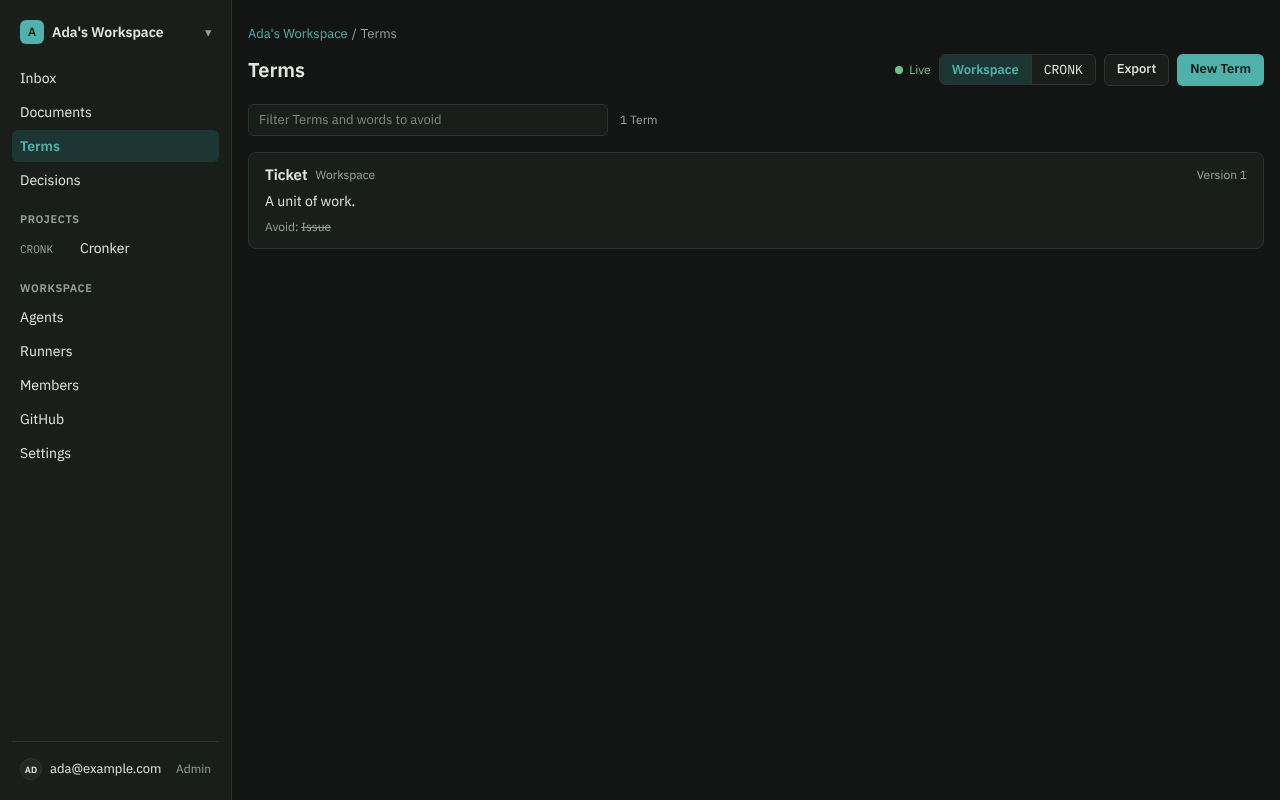 A Ada's Workspace ▾
Inbox
Documents
Terms
Decisions
PROJECTS
CRONK Cronker
WORKSPACE
Agents
Runners
Members
GitHub
Settings
AD ada@example.com Admin
Ada's Workspace / Terms
Terms
Live Workspace CRONK Export New Term
Filter Terms and words to avoid 1 Term
Ticket Workspace Version 1
A unit of work.
Avoid: Issue